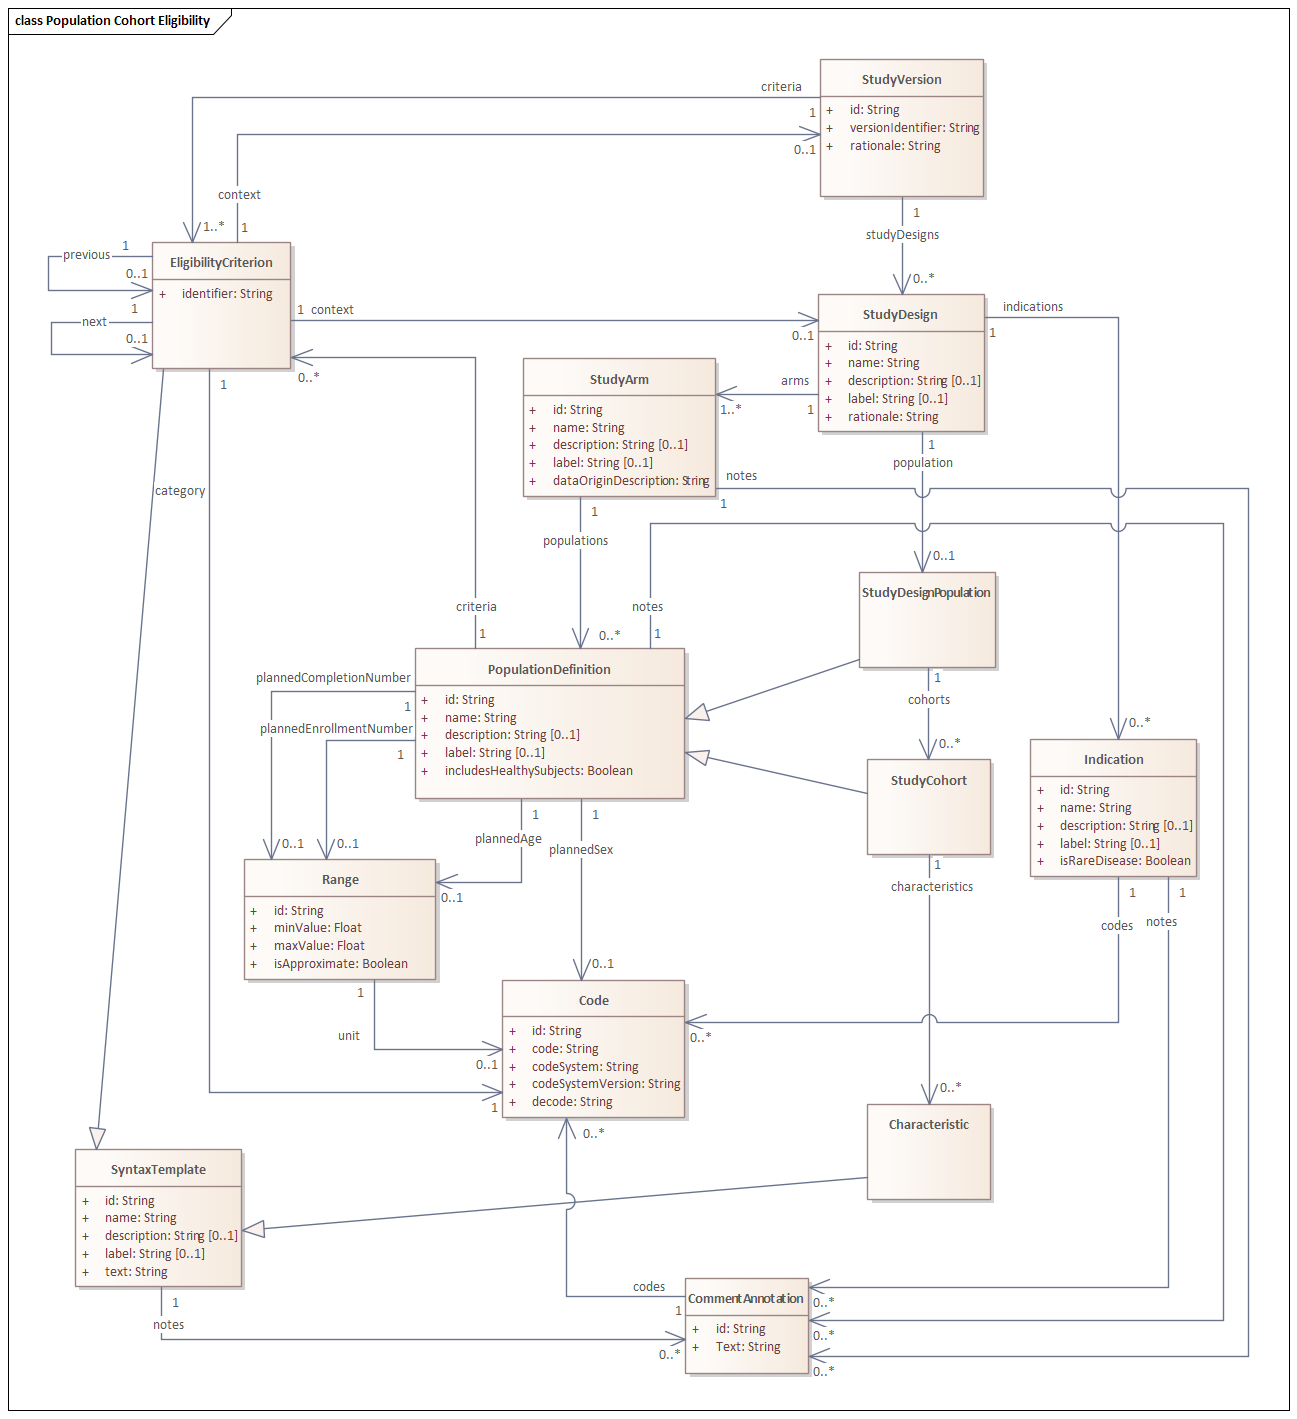 class Population Cohort Eligibility
StudyVersion
+ id: String
+ versionIdentifier: String
+ rationale: String
criteria
1
0..1
context
1..*
1
1
studyDesigns
0..*
previous
1
0..1
1
next
0..1
EligibilityCriterion
+ identifier: String
1
context
0..1
0..*
1
StudyDesign
+ id: String
+ name: String
+ description: String [0..1]
+ label: String [0..1]
+ rationale: String
indications
1
arms
1..*
1
StudyArm
+ id: String
+ name: String
+ description: String [0..1]
+ label: String [0..1]
+ dataOriginDescription: String
notes
1
1
population
0..1
category
1
populations
0..*
criteria
1
notes
1
StudyDesignPopulation
1
cohorts
0..*
PopulationDefinition
+ id: String
+ name: String
+ description: String [0..1]
+ label: String [0..1]
+ includesHealthySubjects: Boolean
plannedCompletionNumber
1
plannedEnrollmentNumber
1
0..1
0..1
1
plannedAge
0..1
1
plannedSex
0..1
0..*
StudyCohort
1
characteristics
0..*
Indication
+ id: String
+ name: String
+ description: String [0..1]
+ label: String [0..1]
+ isRareDisease: Boolean
1
codes
0..*
1
notes
Range
+ id: String
+ minValue: Float
+ maxValue: Float
+ isApproximate: Boolean
1
unit
0..1
1
Code
+ id: String
+ code: String
+ codeSystem: String
+ codeSystemVersion: String
+ decode: String
0..*
Characteristic
SyntaxTemplate
+ id: String
+ name: String
+ description: String [0..1]
+ label: String [0..1]
+ text: String
1
notes
0..*
codes
1
CommentAnnotation
+ id: String
+ Text: String
0..*
0..*
0..*